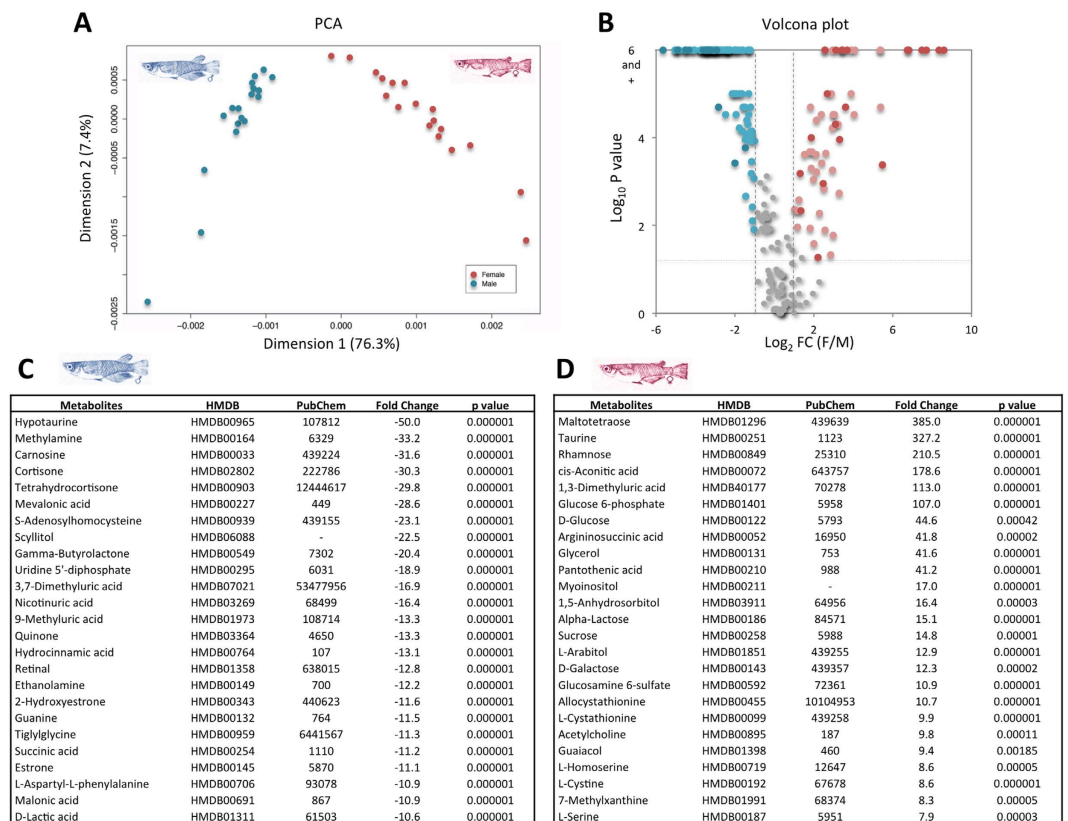 A
PCA
Dimension 2 (7.4%)
0.0005
0.0000
−0.0005
−0.0015
−0.0025
−0.002
−0.001
0.000
0.001
0.002
Dimension 1 (76.3%)
Female
Male
B
Volcona plot
Log10 P value
6
and
+
4
2
0
-6
-2
2
6
10
Log2 FC (F/M)
C
Metabolites HMDB PubChem Fold Change p value
Hypotaurine HMDB00965 107812 -50.0 0.000001
Methylamine HMDB00164 6329 -33.2 0.000001
Carnosine HMDB00033 439224 -31.6 0.000001
Cortisone HMDB02802 222786 -30.3 0.000001
Tetrahydrocortisone HMDB00903 12444617 -29.8 0.000001
Mevalonic acid HMDB00227 449 -28.6 0.000001
S-Adenosylhomocysteine HMDB00939 439155 -23.1 0.000001
Scyllitol HMDB06088 - -22.5 0.000001
Gamma-Butyrolactone HMDB00549 7302 -20.4 0.000001
Uridine 5'-diphosphate HMDB00295 6031 -18.9 0.000001
3,7-Dimethyluric acid HMDB07021 53477956 -16.9 0.000001
Nicotinuric acid HMDB03269 68499 -16.4 0.000001
9-Methyluric acid HMDB01973 108714 -13.3 0.000001
Quinone HMDB03364 4650 -13.3 0.000001
Hydrocinnamic acid HMDB00764 107 -13.1 0.000001
Retinal HMDB01358 638015 -12.8 0.000001
Ethanolamine HMDB00149 700 -12.2 0.000001
2-Hydroxyestrone HMDB00343 440623 -11.6 0.000001
Guanine HMDB00132 764 -11.5 0.000001
Tiglylglycine HMDB00959 6441567 -11.3 0.000001
Succinic acid HMDB00254 1110 -11.2 0.000001
Estrone HMDB00145 5870 -11.1 0.000001
L-Aspartyl-L-phenylalanine HMDB00706 93078 -10.9 0.000001
Malonic acid HMDB00691 867 -10.9 0.000001
D-Lactic acid HMDB01311 61503 -10.6 0.000001
D
Metabolites HMDB PubChem Fold Change p value
Maltotetraose HMDB01296 439639 385.0 0.000001
Taurine HMDB00251 1123 327.2 0.000001
Rhamnose HMDB00849 25310 210.5 0.000001
cis-Aconitic acid HMDB00072 643757 178.6 0.000001
1,3-Dimethyluric acid HMDB40177 70278 113.0 0.000001
Glucose 6-phosphate HMDB01401 5958 107.0 0.000001
D-Glucose HMDB00122 5793 44.6 0.00042
Argininosuccinic acid HMDB00052 16950 41.8 0.00002
Glycerol HMDB00131 753 41.6 0.000001
Pantothenic acid HMDB00210 988 41.2 0.000001
Myoinositol HMDB00211 - 17.0 0.000001
1,5-Anhydrosorbitol HMDB03911 64956 16.4 0.00003
Alpha-Lactose HMDB00186 84571 15.1 0.000001
Sucrose HMDB00258 5988 14.8 0.00001
L-Arabitol HMDB01851 439255 12.9 0.000001
D-Galactose HMDB00143 439357 12.3 0.00002
Glucosamine 6-sulfate HMDB00592 72361 10.9 0.000001
Allocystathionine HMDB00455 10104953 10.7 0.000001
L-Cystathionine HMDB00099 439258 9.9 0.000001
Acetylcholine HMDB00895 187 9.8 0.00011
Guaiacol HMDB01398 460 9.4 0.00185
L-Homoserine HMDB00719 12647 8.6 0.00005
L-Cystine HMDB00192 67678 8.6 0.000001
7-Methylxanthine HMDB01991 68374 8.3 0.00005
L-Serine HMDB00187 5951 7.9 0.00003